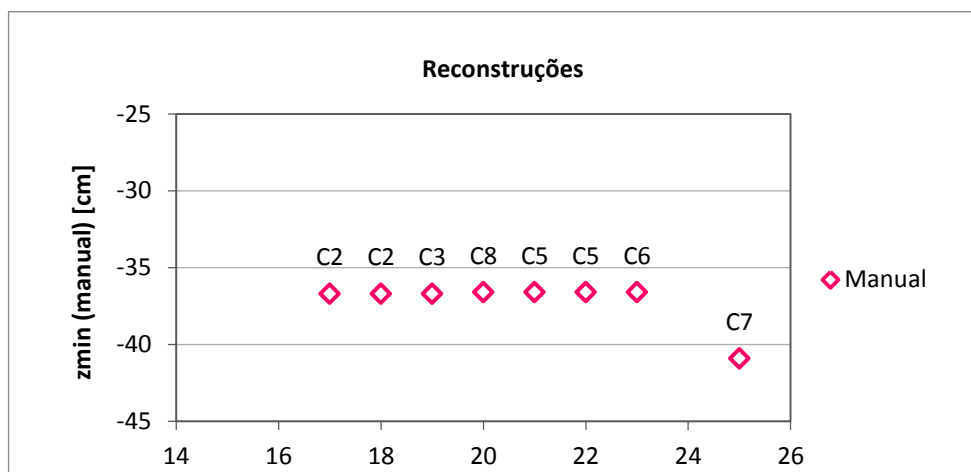 Reconstruções
zmin (manual) [cm]
-25
-30
-35
-40
-45
C2 C2 C3 C8 C5 C5 C6
C7
Manual
14 16 18 20 22 24 26